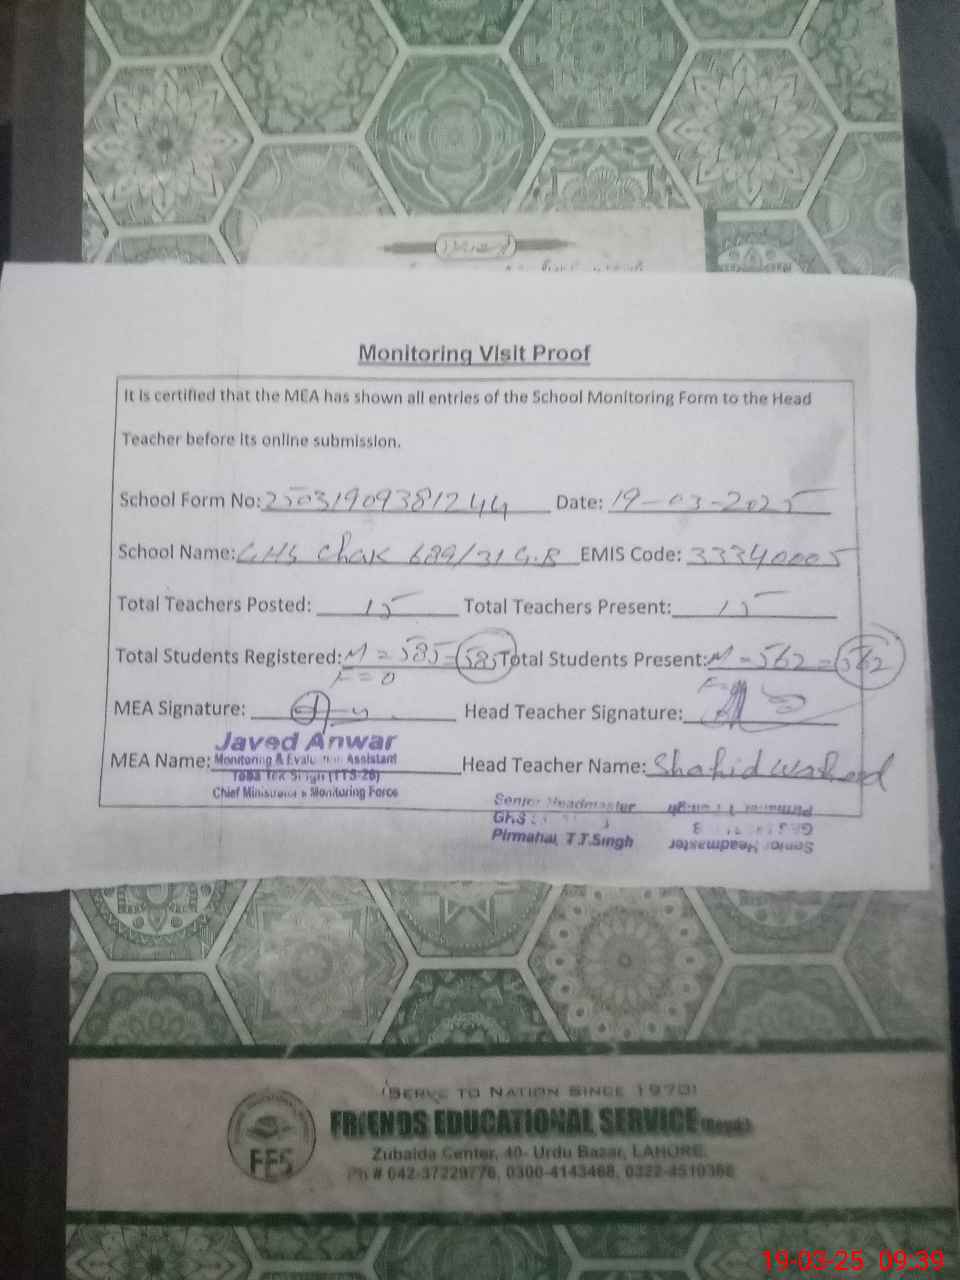 Monitoring Visit Proof
It is certified that the MEA has shown all entries of the School Monitoring Form to the Head
Teacher before its online submission.
School Form No: 25031909381244 Date: 19-03-2025
School Name: GHS Chak 689/31 G.B EMIS Code: 33340005
Total Teachers Posted: 15 Total Teachers Present: 15
Total Students Registered: M = 585 = 585 Total Students Present: M - 562 = 562
F = 0 F=
MEA Signature: Head Teacher Signature:
Javed Anwar
MEA Name: Monitoring & Evaluation Assistant Head Teacher Name: Shahid Waheed
Toba Tek Singh (TTS-26)
Chief Minister's Monitoring Force
Senior Headmaster
GHS
Pirmahal, T.T.Singh
Senior Headmaster
(SERVE TO NATION SINCE 1970)
FRIENDS EDUCATIONAL SERVICE (Regd.)
FES
Zubaida Center, 40- Urdu Bazar, LAHORE.
Ph # 042-37229776, 0300-4143468, 0322-4510368
19-03-25 09:39